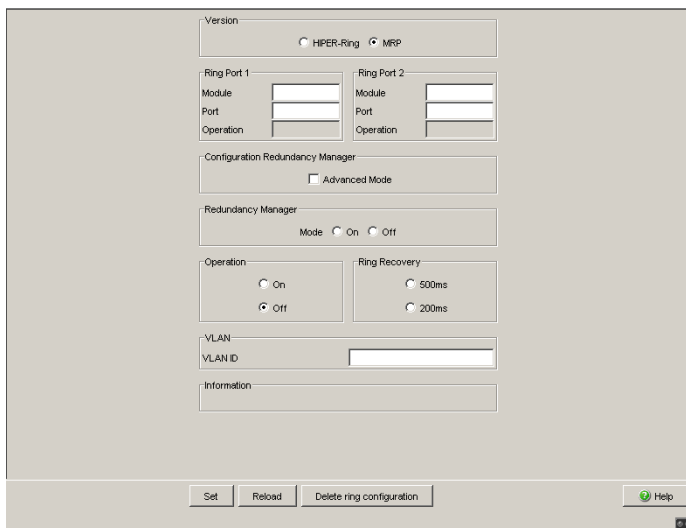 Version
HIPER-Ring MRP
Ring Port 1
Module
Port
Operation
Ring Port 2
Module
Port
Operation
Configuration Redundancy Manager
Advanced Mode
Redundancy Manager
Mode On Off
Operation
On
Off
Ring Recovery
500ms
200ms
VLAN
VLAN ID
Information
Set Reload Delete ring configuration Help